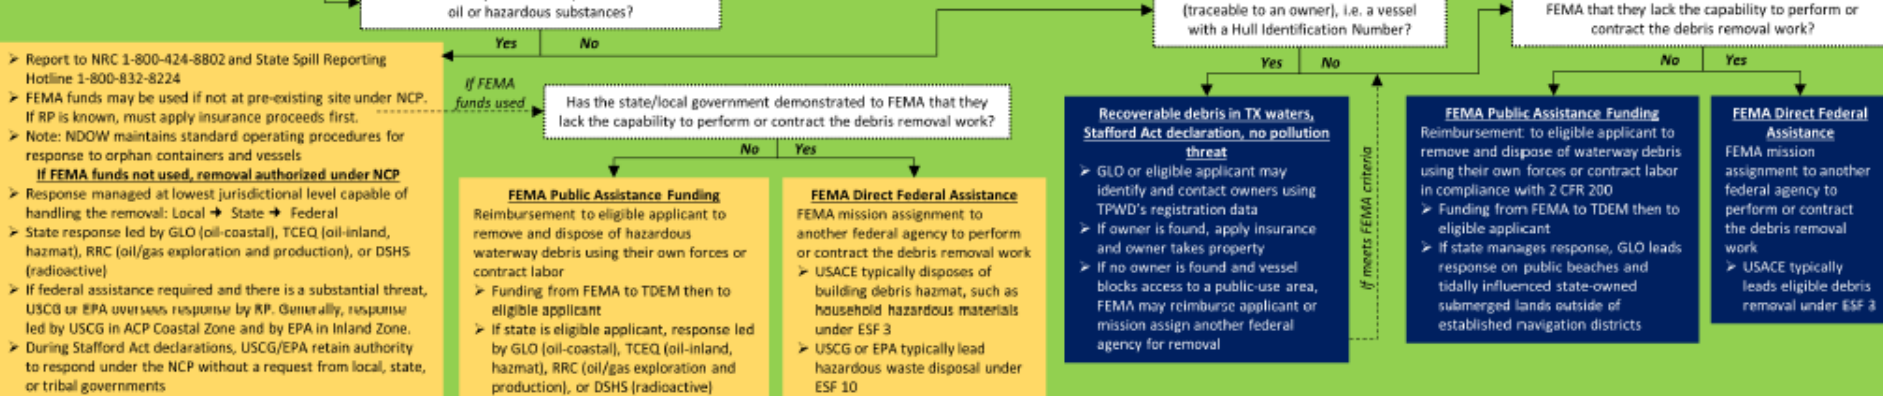 oil or hazardous substances?
Yes
No
➢ Report to NRC 1-800-424-8802 and State Spill Reporting
Hotline 1-800-832-8224
➢ FEMA funds may be used if not at pre-existing site under NCP.
If RP is known, must apply insurance proceeds first.
➢ Note: NDOW maintains standard operating procedures for
response to orphan containers and vessels
If FEMA funds not used, removal authorized under NCP
➢ Response managed at lowest jurisdictional level capable of
handling the removal: Local ➔ State ➔ Federal
➢ State response led by GLO (oil-coastal), TCEQ (oil-inland,
hazmat), RRC (oil/gas exploration and production), or DSHS
(radioactive)
➢ If federal assistance required and there is a substantial threat,
USCG or EPA oversees response by RP. Generally, response
led by USCG in ACP Coastal Zone and by EPA in Inland Zone.
➢ During Stafford Act declarations, USCG/EPA retain authority
to respond under the NCP without a request from local, state,
or tribal governments
If FEMA
funds used
Has the state/local government demonstrated to FEMA that they
lack the capability to perform or contract the debris removal work?
No
Yes
FEMA Public Assistance Funding
Reimbursement to eligible applicant to
remove and dispose of hazardous
waterway debris using their own forces or
contract labor
➢ Funding from FEMA to TDEM then to
eligible applicant
➢ If state is eligible applicant, response led
by GLO (oil-coastal), TCEQ (oil-inland,
hazmat), RRC (oil/gas exploration and
production), or DSHS (radioactive)
FEMA Direct Federal Assistance
FEMA mission assignment to
another federal agency to perform
or contract the debris removal work
➢ USACE typically disposes of
building debris hazmat, such as
household hazardous materials
under ESF 3
➢ USCG or EPA typically lead
hazardous waste disposal under
ESF 10
(traceable to an owner), i.e. a vessel
with a Hull Identification Number?
Yes
No
Recoverable debris in TX waters,
Stafford Act declaration, no pollution
threat
➢ GLO or eligible applicant may
identify and contact owners using
TPWD's registration data
➢ If owner is found, apply insurance
and owner takes property
➢ If no owner is found and vessel
blocks access to a public-use area,
FEMA may reimburse applicant or
mission assign another federal
agency for removal
If meets FEMA criteria
FEMA that they lack the capability to perform or
contract the debris removal work?
No
Yes
FEMA Public Assistance Funding
Reimbursement: to eligible applicant to
remove and dispose of waterway debris
using their own forces or contract labor
in compliance with 2 CFR 200
➢ Funding from FEMA to TDEM then to
eligible applicant
➢ If state manages response, GLO leads
response on public beaches and
tidally influenced state-owned
submerged lands outside of
established navigation districts
FEMA Direct Federal
Assistance
FEMA mission
assignment to another
federal agency to
perform or contract
the debris removal
work
➢ USACE typically
leads eligible debris
removal under ESF 3